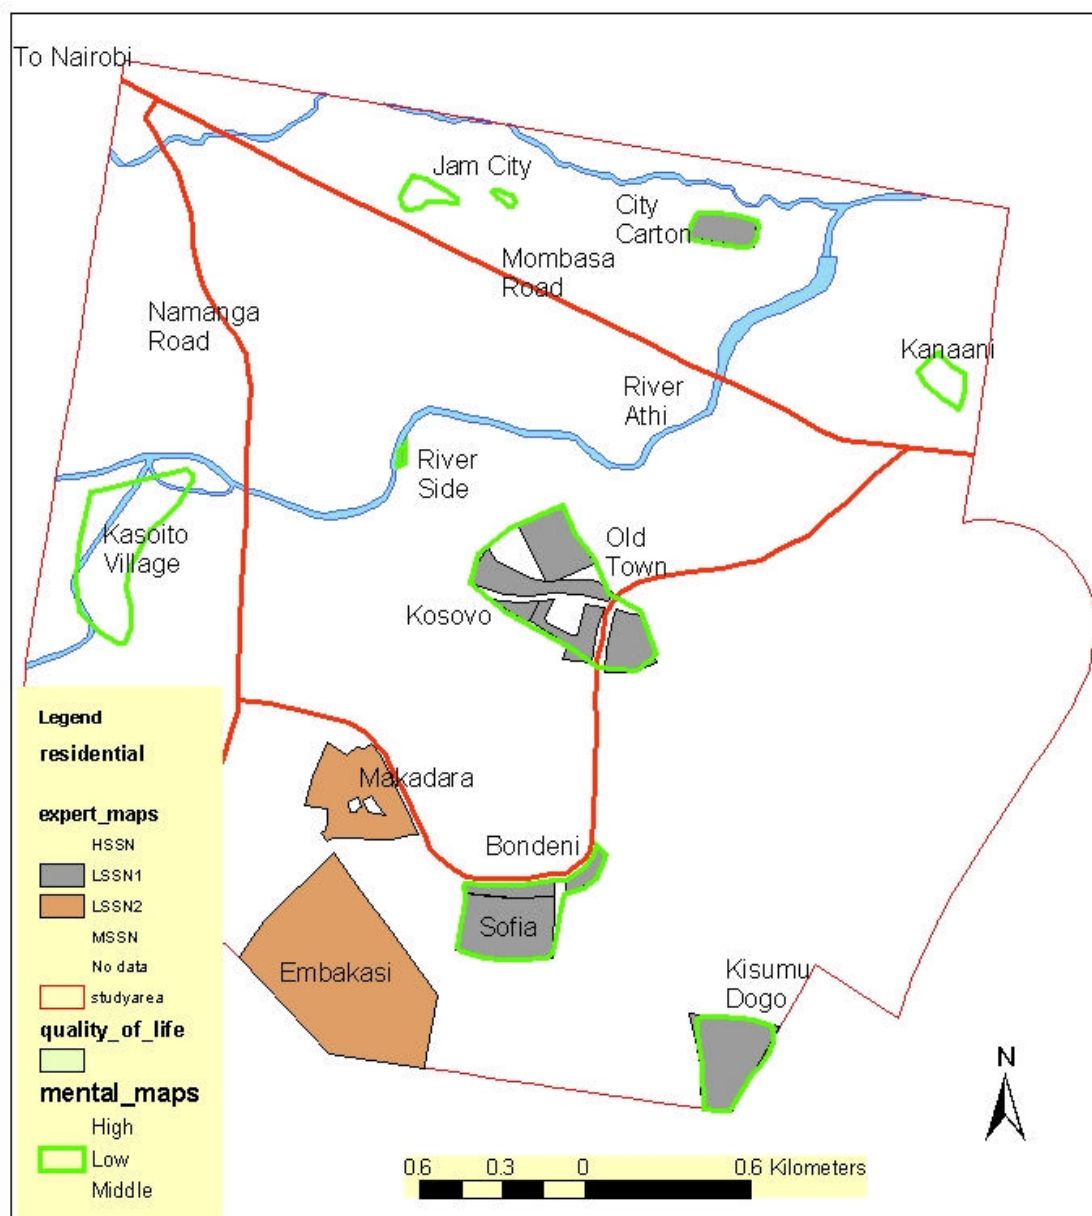 To Nairobi
Jam City
City
Carton
Mombasa
Road
Namanga
Road
Kanaani
River
Athi
River
Side
Kasoito
Village
Old
Town
Kosovo
Makadara
Bondeni
Sofia
Embakasi
Kisumu
Dogo
Legend
residential
expert_maps
HSSN
LSSN1
LSSN2
MSSN
No data
studyarea
quality_of_life
mental_maps
High
Low
Middle
N
0.6 0.3 0 0.6 Kilometers